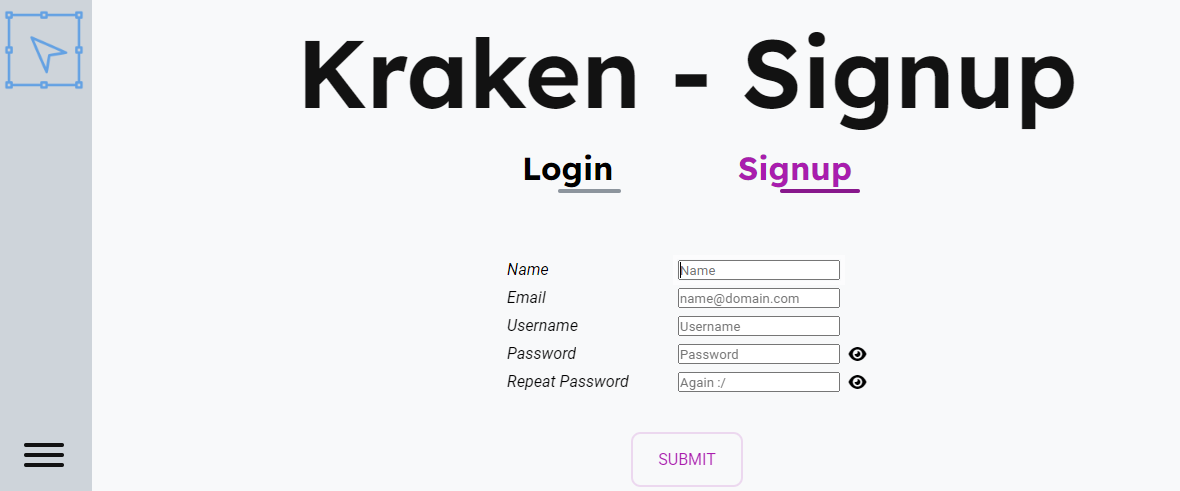 Kraken - Signup
Login Signup
Name Name
Email name@domain.com
Username Username
Password Password
Repeat Password Again :/
SUBMIT